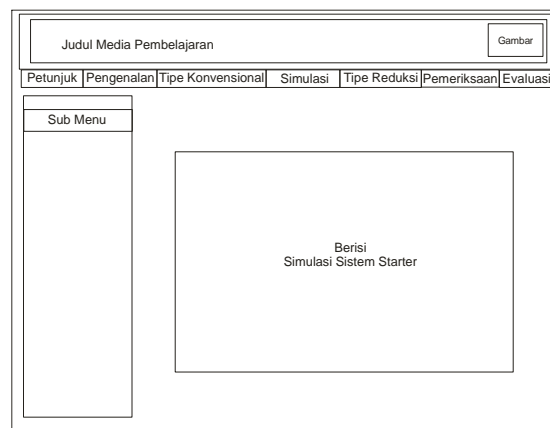 Judul Media Pembelajaran
Gambar
Petunjuk Pengenalan Tipe Konvensional Simulasi Tipe Reduksi Pemeriksaan Evaluasi
Sub Menu
Berisi
Simulasi Sistem Starter